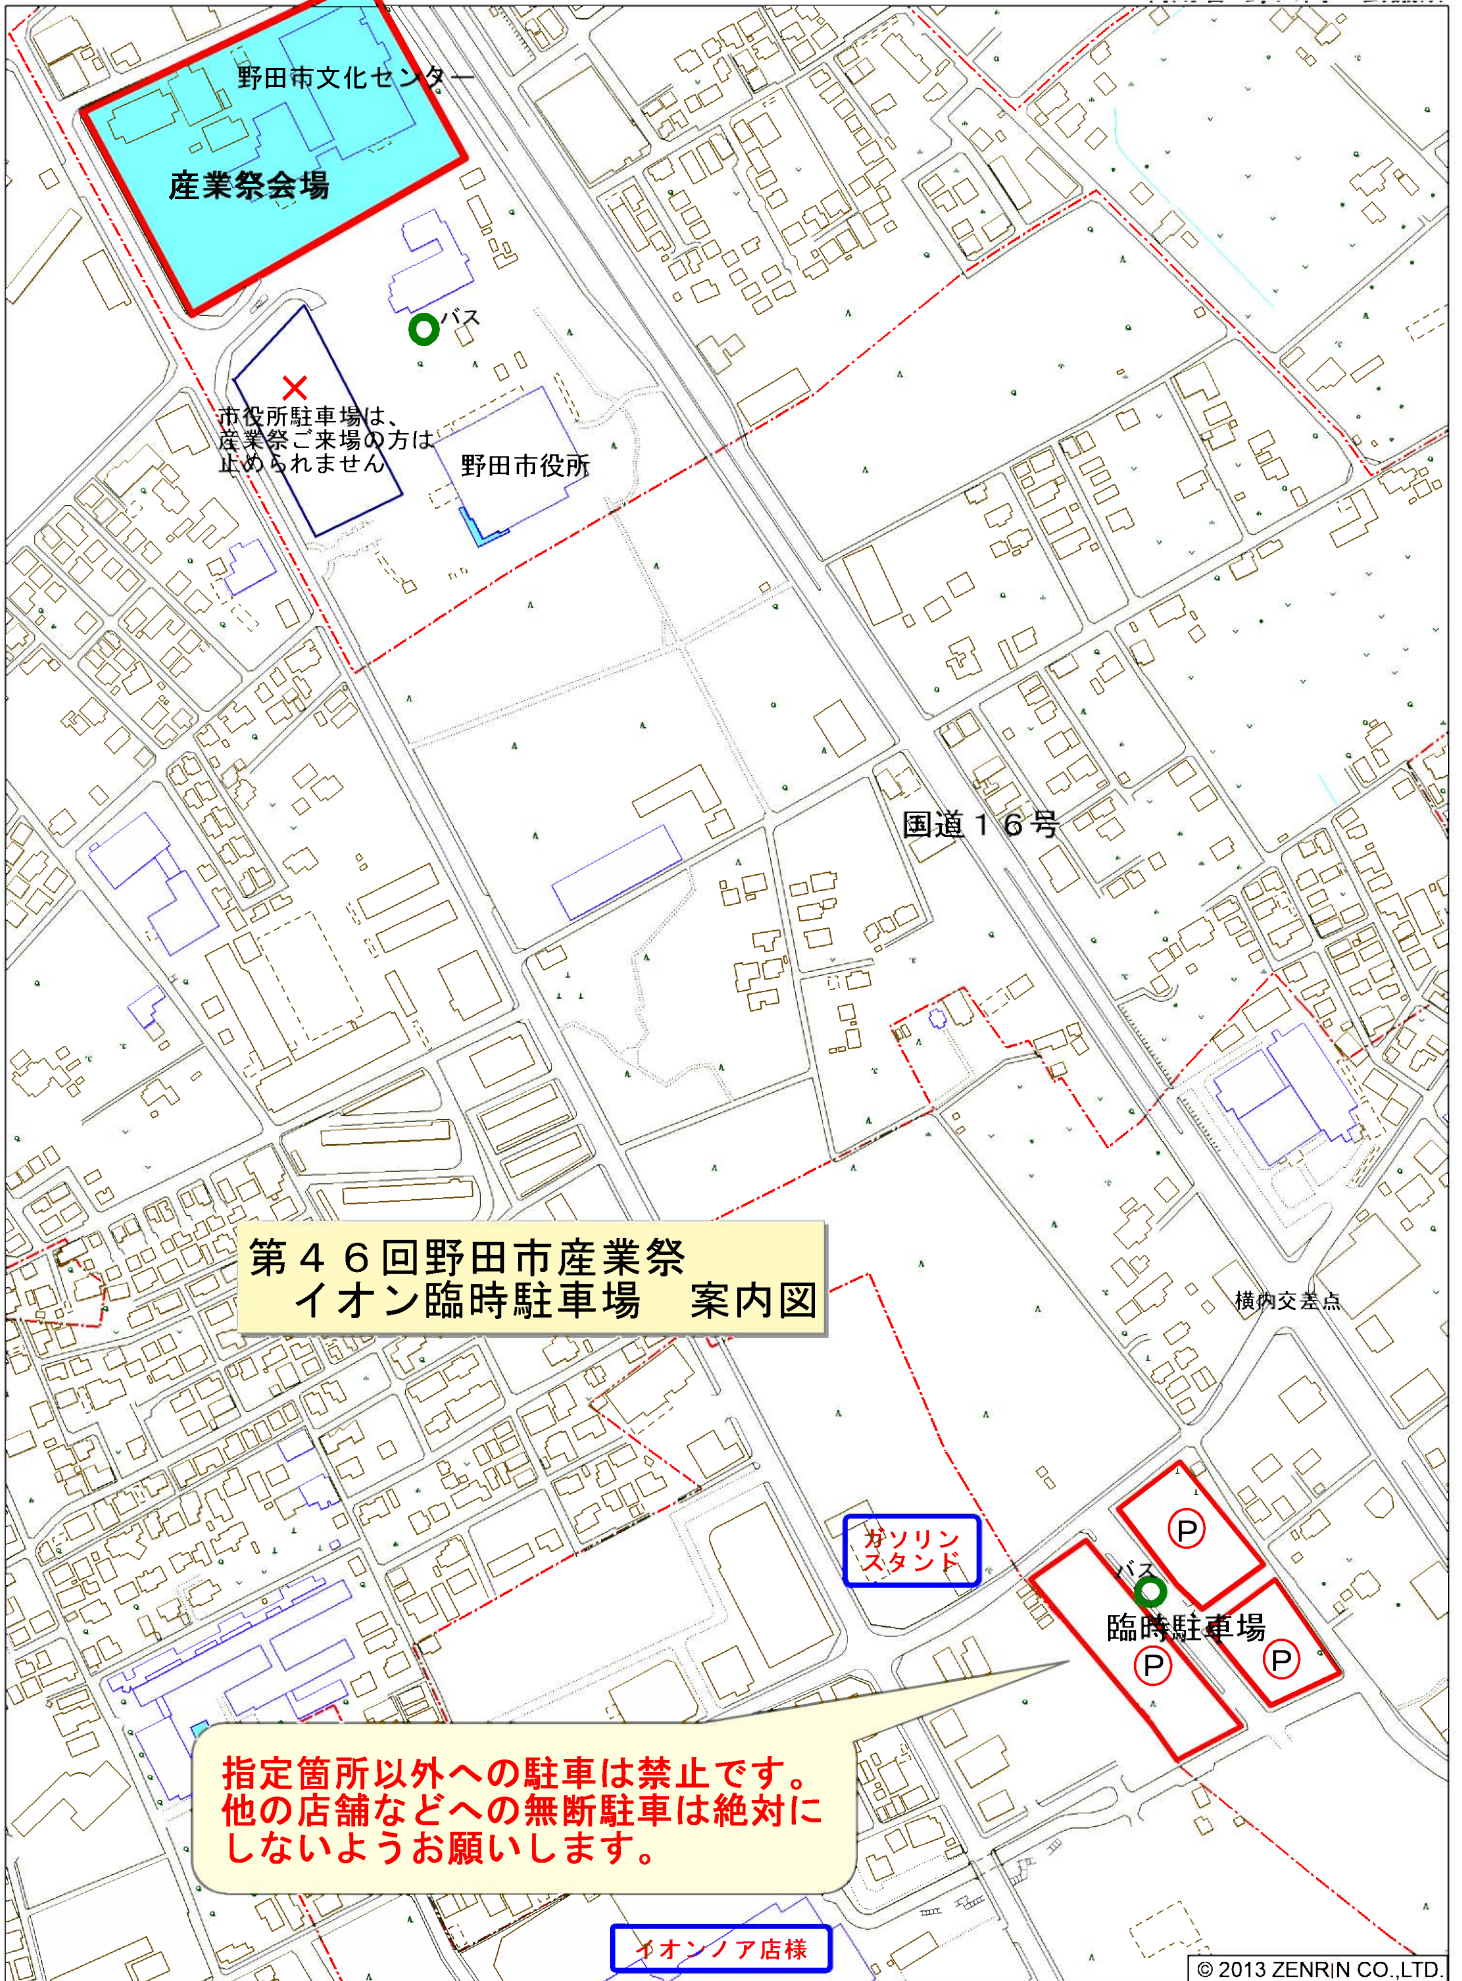 野田市文化センター
産業祭会場
バス
×
市役所駐車場は、
産業祭ご来場の方は
止められません
野田市役所
国道１６号
第４６回野田市産業祭
イオン臨時駐車場　案内図
横内交差点
ガソリン
スタンド
P
バス
臨時駐車場
P
P
指定箇所以外への駐車は禁止です。
他の店舗などへの無断駐車は絶対に
しないようお願いします。
イオンノア店様
© 2013 ZENRIN CO.,LTD.